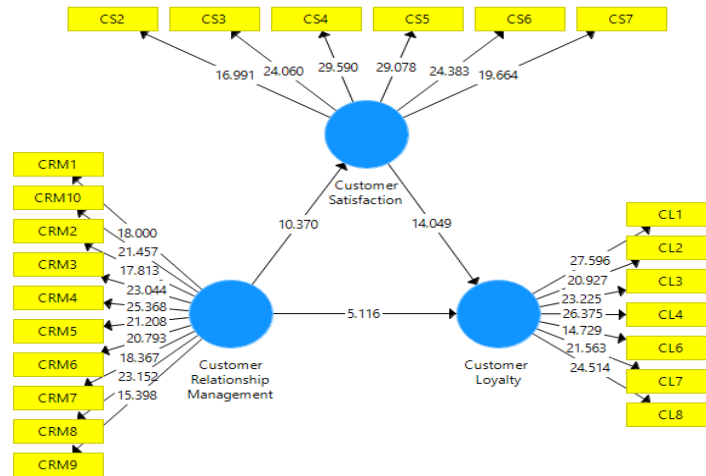 CS2 CS3 CS4 CS5 CS6 CS7
16.991 24.060 29.590 29.078 24.383 19.664
Customer
Satisfaction
10.370 14.049
CRM1
CRM10
CRM2
CRM3
CRM4
CRM5
CRM6
CRM7
CRM8
CRM9
18.000
21.457
17.813
23.044
25.368
21.208
20.793
18.367
23.152
15.398
Customer
Relationship
Management
5.116
Customer
Loyalty
27.596
20.927
23.225
26.375
14.729
21.563
24.514
CL1
CL2
CL3
CL4
CL6
CL7
CL8